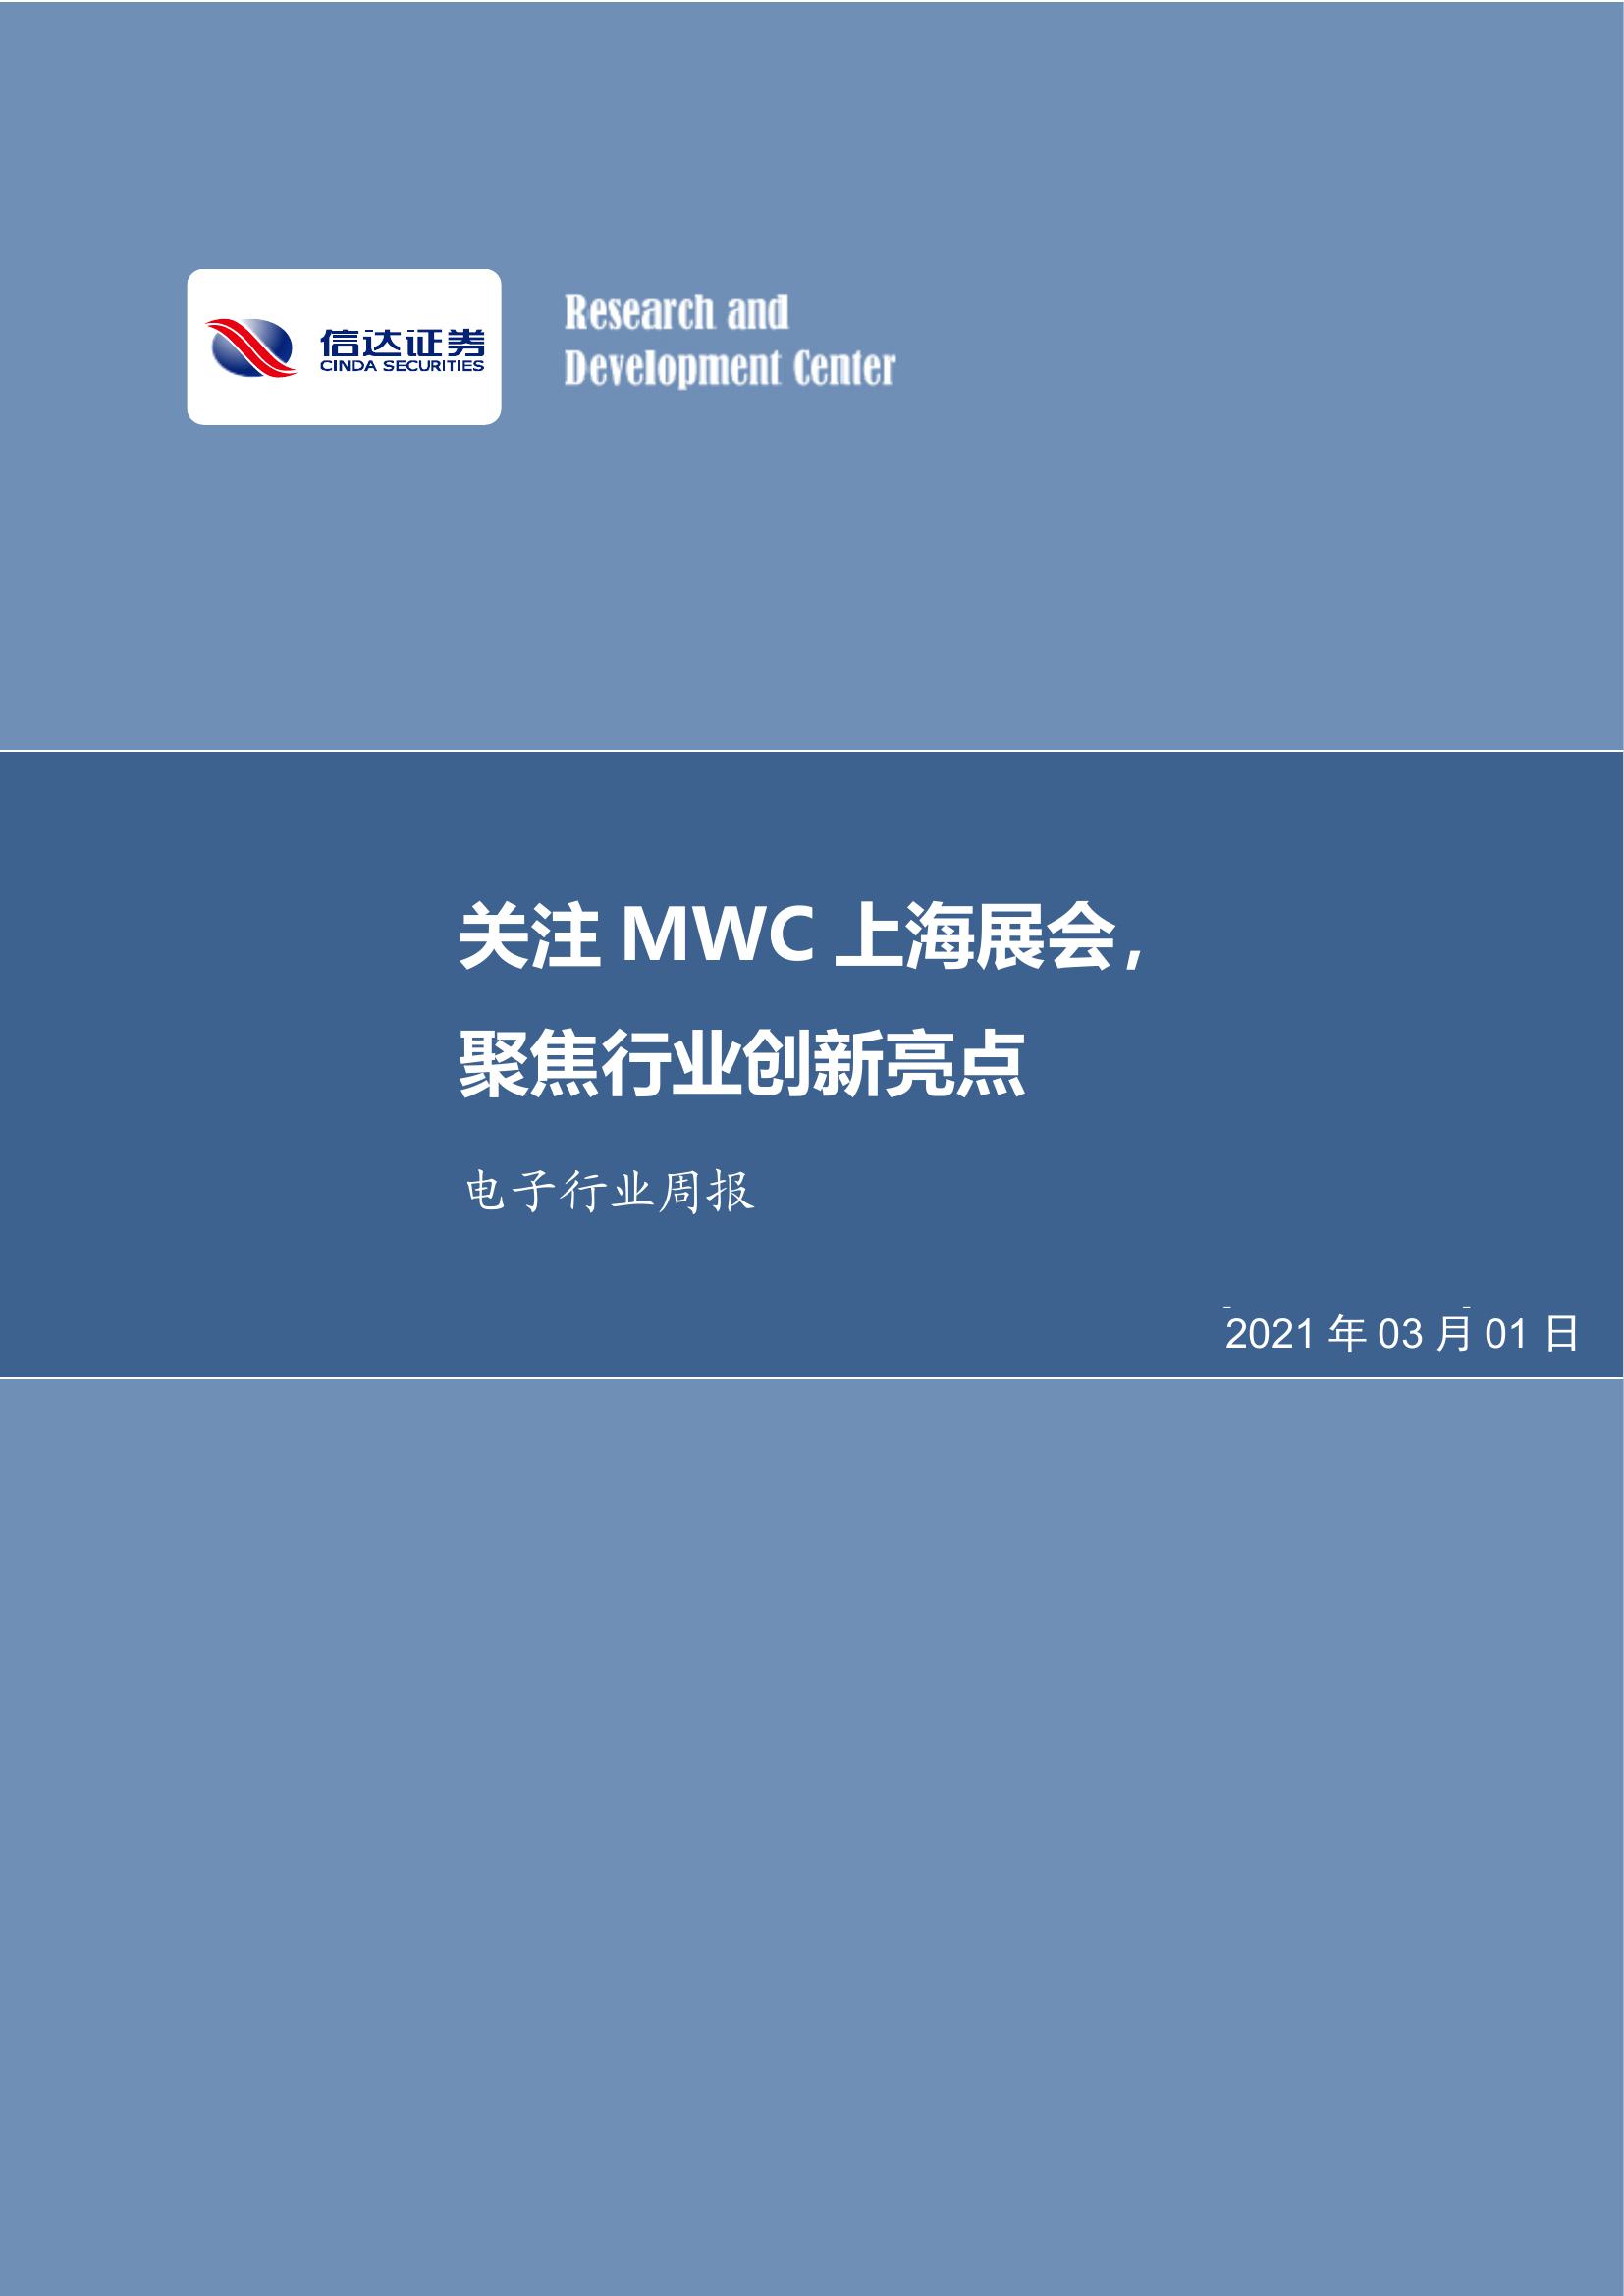 信达证券
CINDA SECURITIES
Research and
Development Center
关注 MWC 上海展会，
聚焦行业创新亮点
电子行业周报
2021 年 03 月 01 日